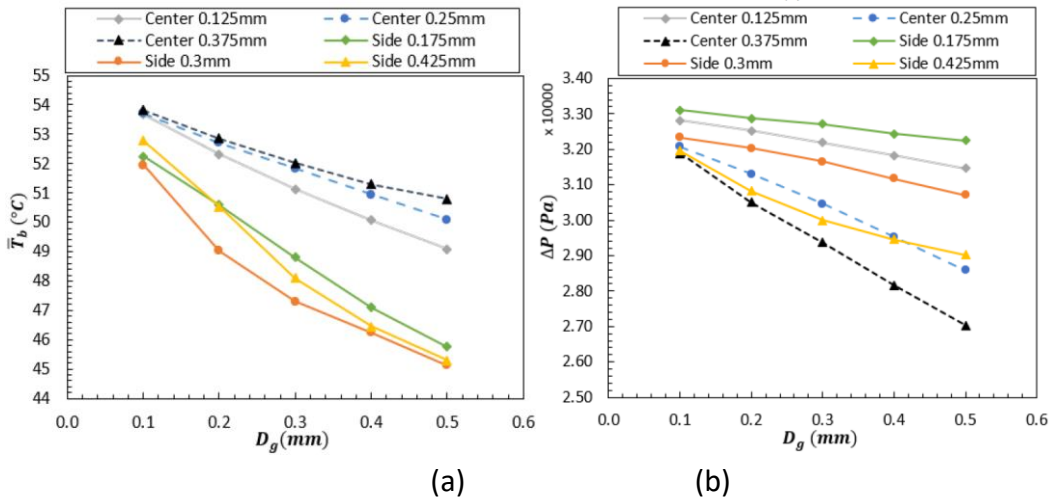 Center 0.125mm Center 0.25mm
Center 0.375mm Side 0.175mm
Side 0.3mm Side 0.425mm
55
54
53
52
51
50
49
48
47
46
45
44
T̅b (°C)
0.0 0.1 0.2 0.3 0.4 0.5 0.6
Dg(mm)
(a)
Center 0.125mm Center 0.25mm
Center 0.375mm Side 0.175mm
Side 0.3mm Side 0.425mm
x 10000
3.40
3.30
3.20
3.10
3.00
2.90
2.80
2.70
2.60
2.50
ΔP (Pa)
0.0 0.1 0.2 0.3 0.4 0.5 0.6
Dg (mm)
(b)